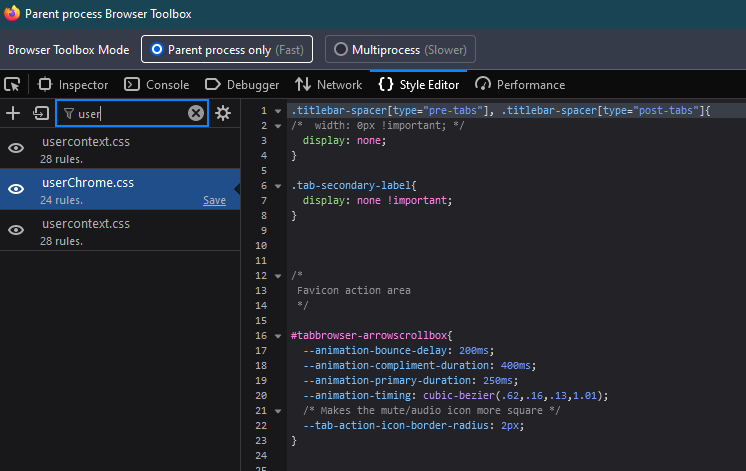 Parent process Browser Toolbox
Browser Toolbox Mode Parent process only (Fast) Multiprocess (Slower)
Inspector Console Debugger Network {} Style Editor Performance
user
usercontext.css
28 rules.
userChrome.css
24 rules. Save
usercontext.css
28 rules.
1 .titlebar-spacer[type="pre-tabs"], .titlebar-spacer[type="post-tabs"]{
2 /*  width: 0px !important; */
3   display: none;
4 }
5
6 .tab-secondary-label{
7   display: none !important;
8 }
9
10
11
12 /*
13  Favicon action area
14  */
15
16 #tabbrowser-arrowscrollbox{
17   --animation-bounce-delay: 200ms;
18   --animation-compliment-duration: 400ms;
19   --animation-primary-duration: 250ms;
20   --animation-timing: cubic-bezier(.62,.16,.13,1.01);
21   /* Makes the mute/audio icon more square */
22   --tab-action-icon-border-radius: 2px;
23 }
24